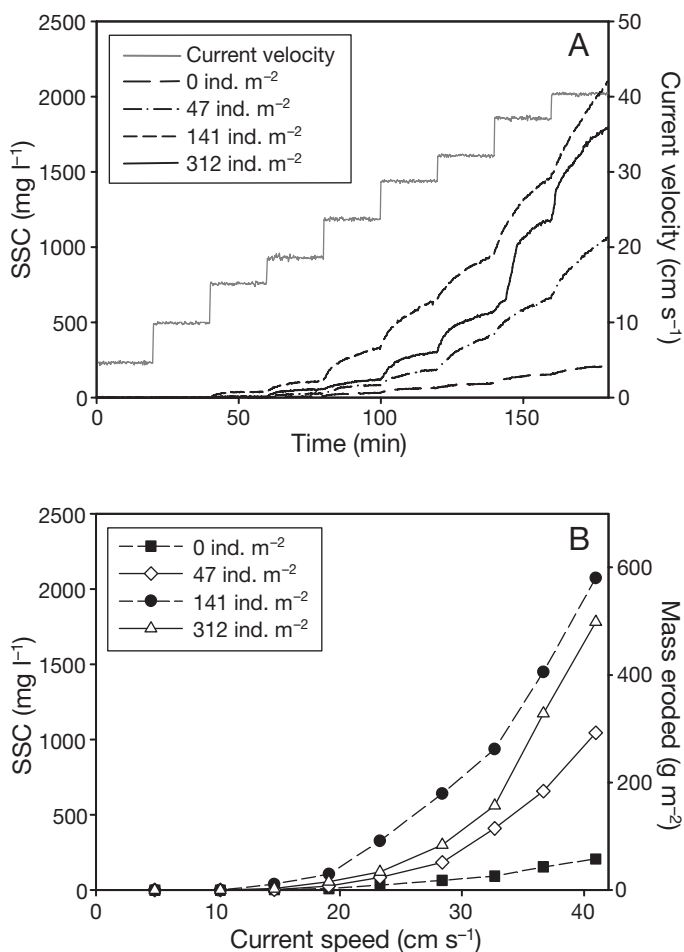 2500
2000
1500
1000
500
0
SSC (mg l⁻¹)
A
Current velocity
0 ind. m⁻²
47 ind. m⁻²
141 ind. m⁻²
312 ind. m⁻²
50
40
30
20
10
0
Current velocity (cm s⁻¹)
0 50 100 150
Time (min)
2500
2000
1500
1000
500
0
SSC (mg l⁻¹)
B
0 ind. m⁻²
47 ind. m⁻²
141 ind. m⁻²
312 ind. m⁻²
600
400
200
0
Mass eroded (g m⁻²)
0 10 20 30 40
Current speed (cm s⁻¹)